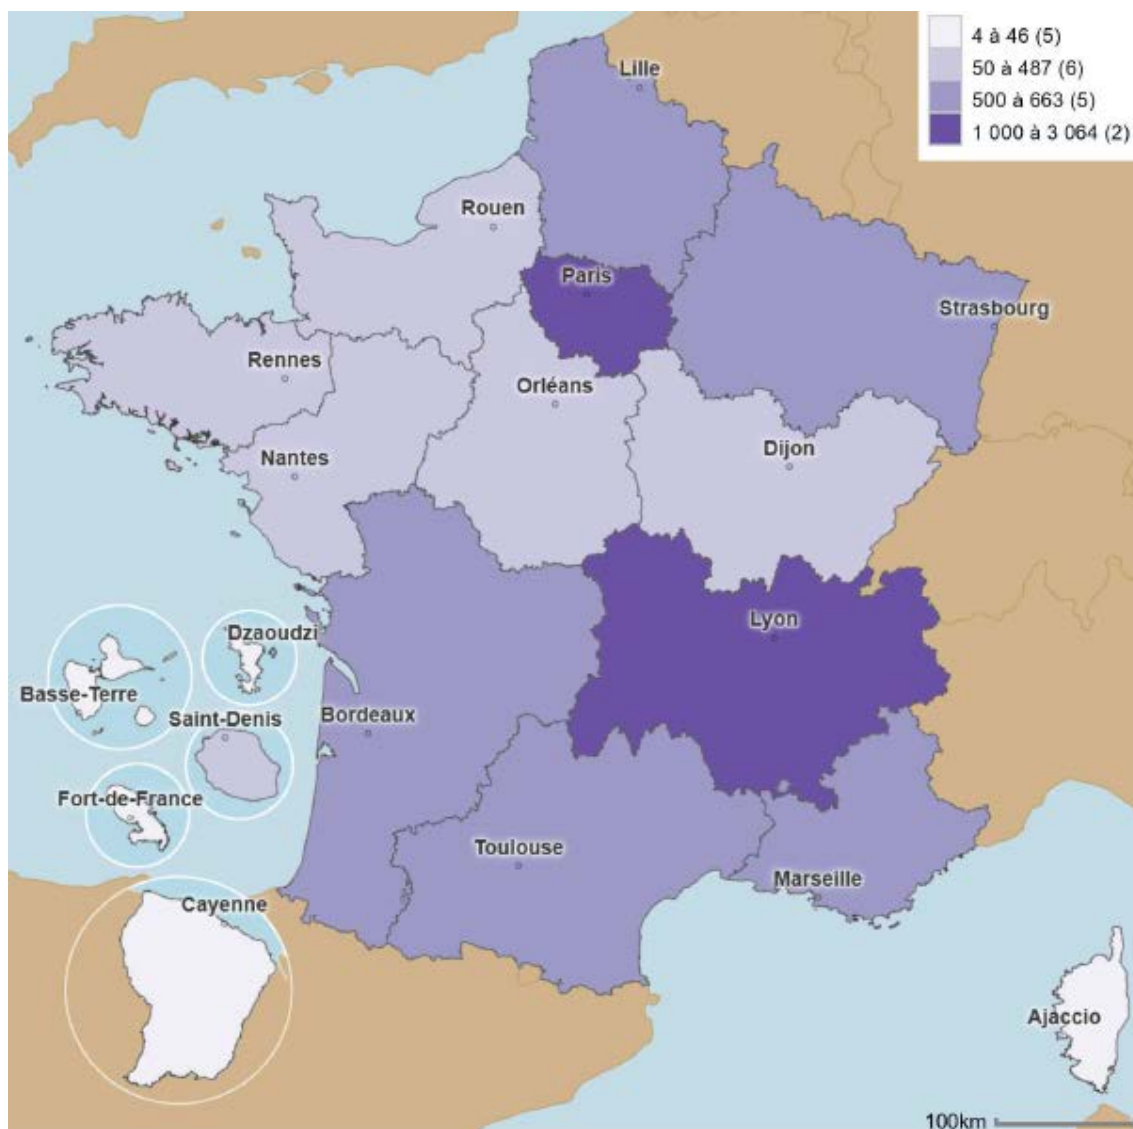 4 à 46 (5)
50 à 487 (6)
500 à 663 (5)
1 000 à 3 064 (2)
Lille
Rouen
Paris
Strasbourg
Rennes
Orléans
Dijon
Nantes
Lyon
Dzaoudzi
Basse-Terre
Saint-Denis
Bordeaux
Fort-de-France
Toulouse
Marseille
Cayenne
Ajaccio
100km